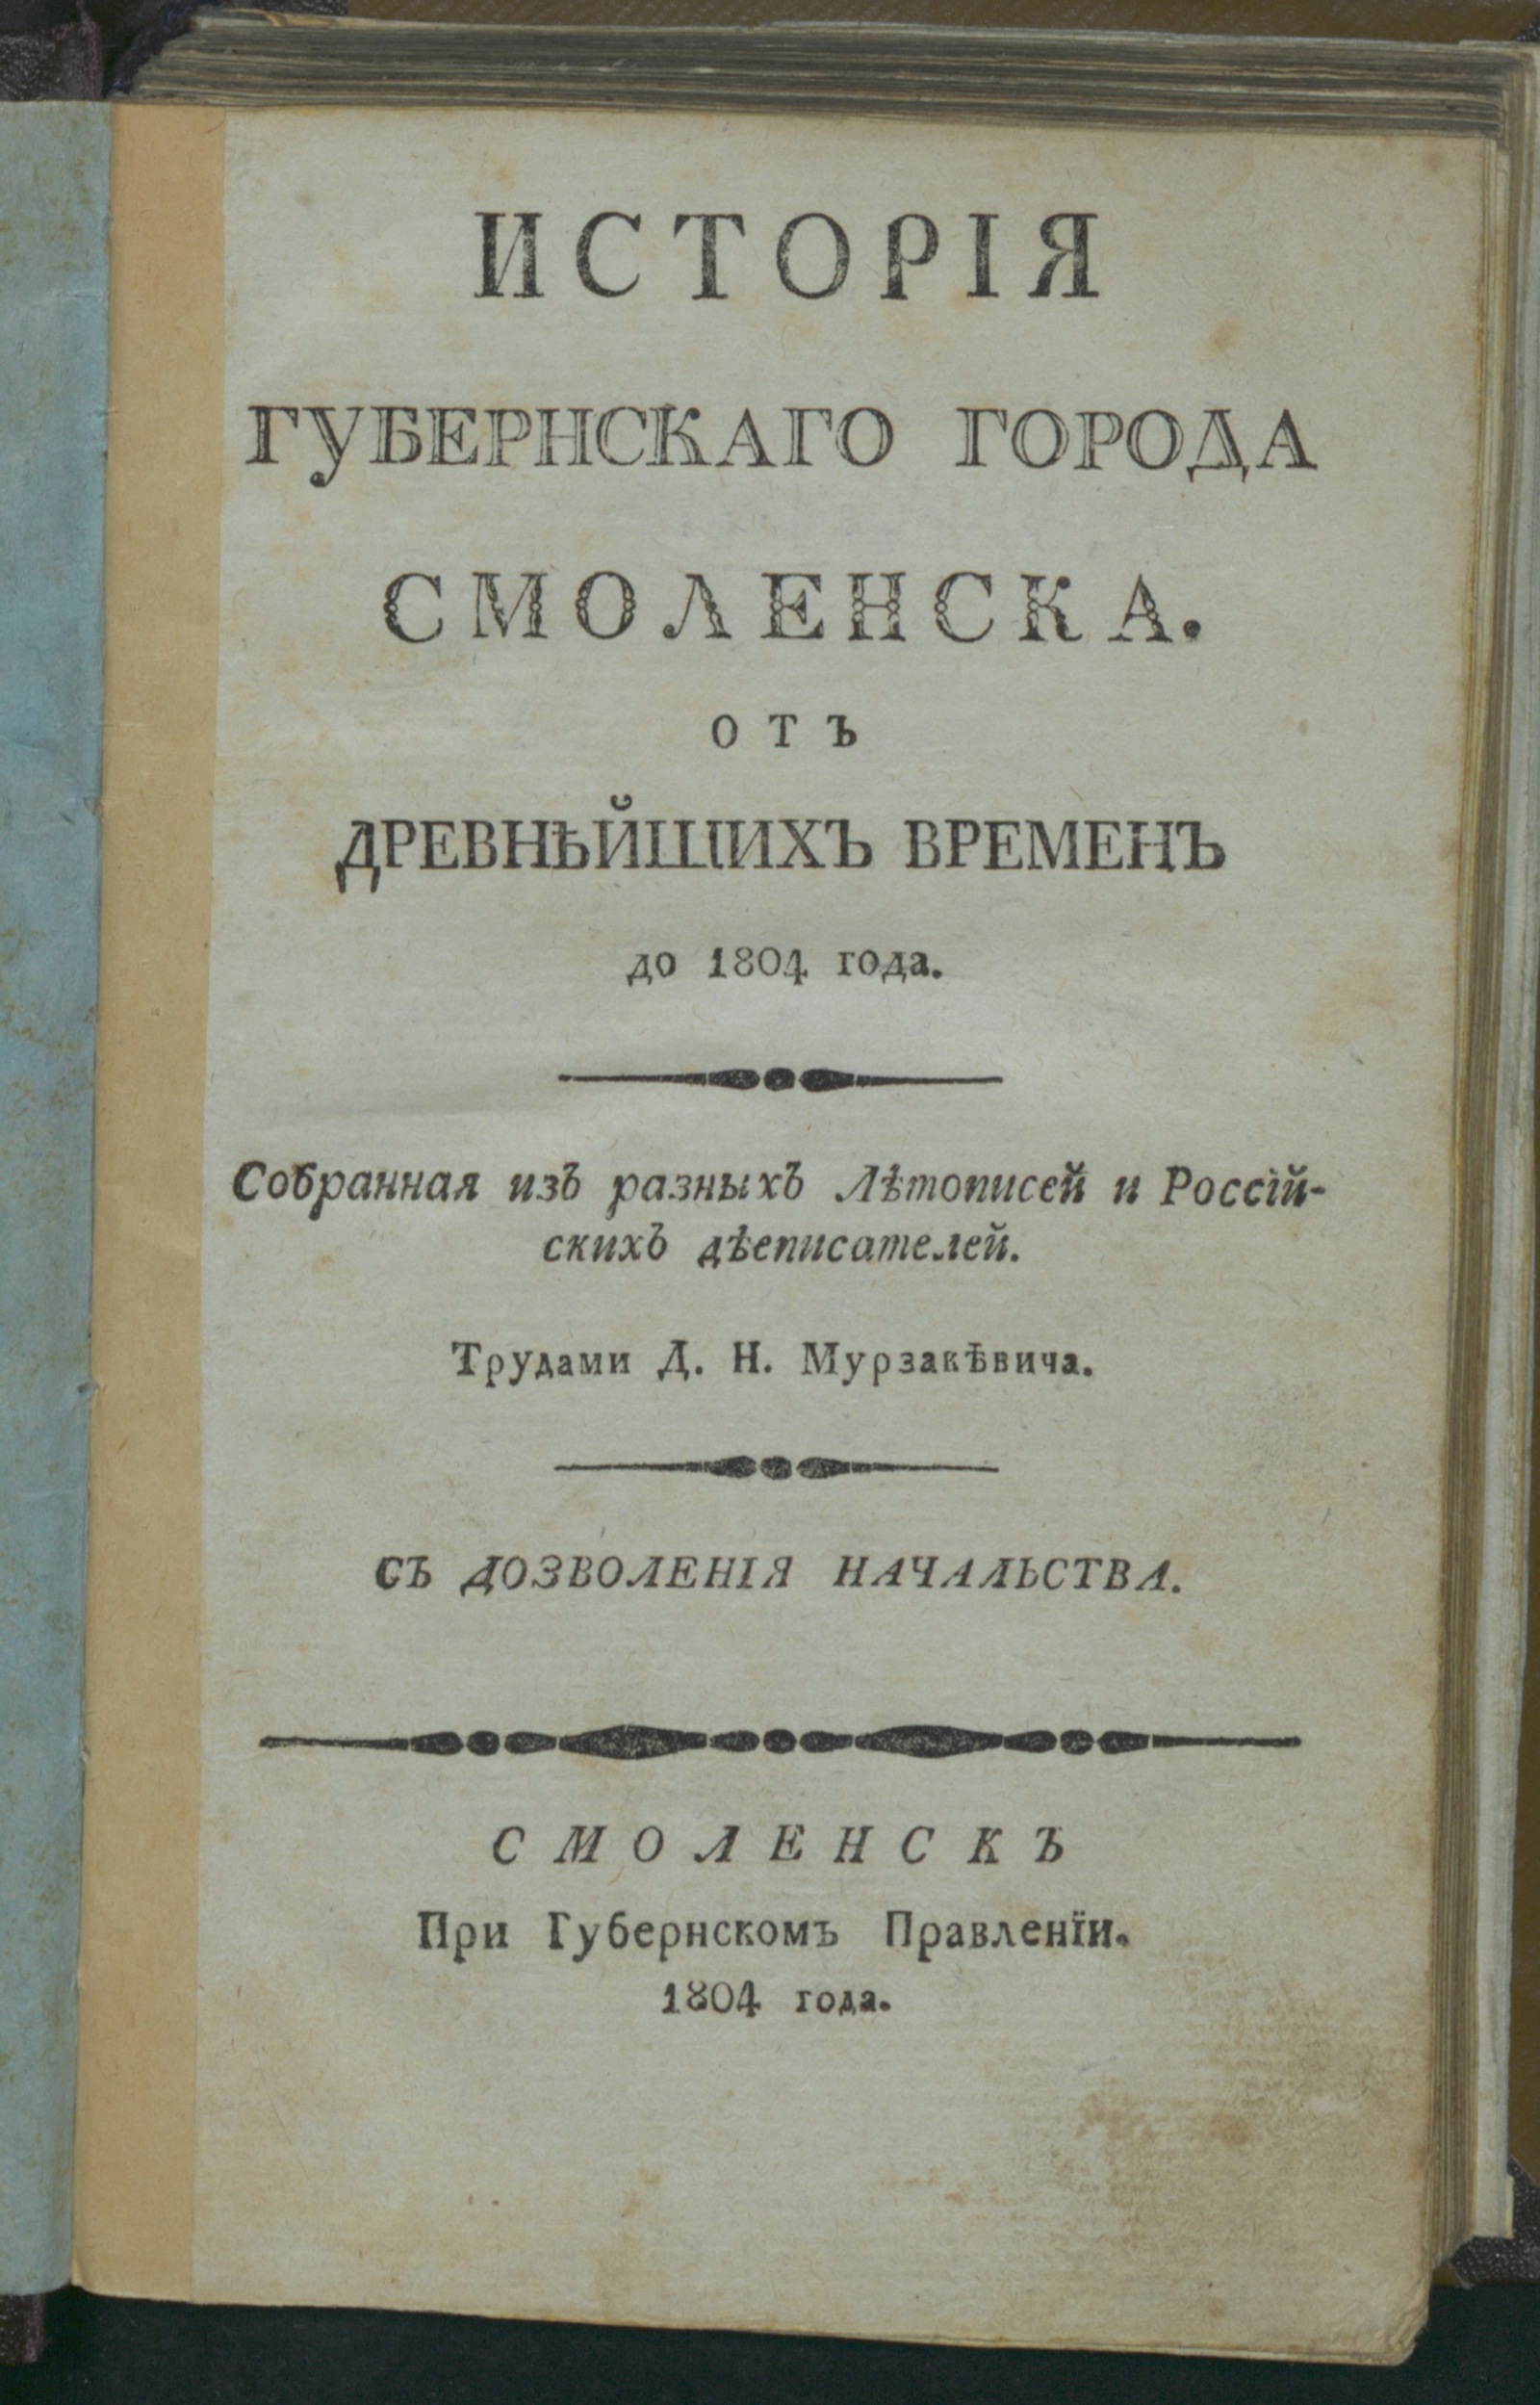 ИСТОРІЯ
ГУБЕРНСКАГО ГОРОДА
СМОЛЕНСКА.
ОТЪ
ДРЕВНѢЙШИХЪ ВРЕМЕНЪ
до 1804 года.
Собранная изъ разныхъ Лѣтописей и Россій-
скихъ дѣеписателей.
Трудами Д. Н. Мурзакѣвича.
СЪ ДОЗВОЛЕНІЯ НАЧАЛЬСТВА.
СМОЛЕНСКЪ
При Губернскомъ Правленїи.
1804 года.